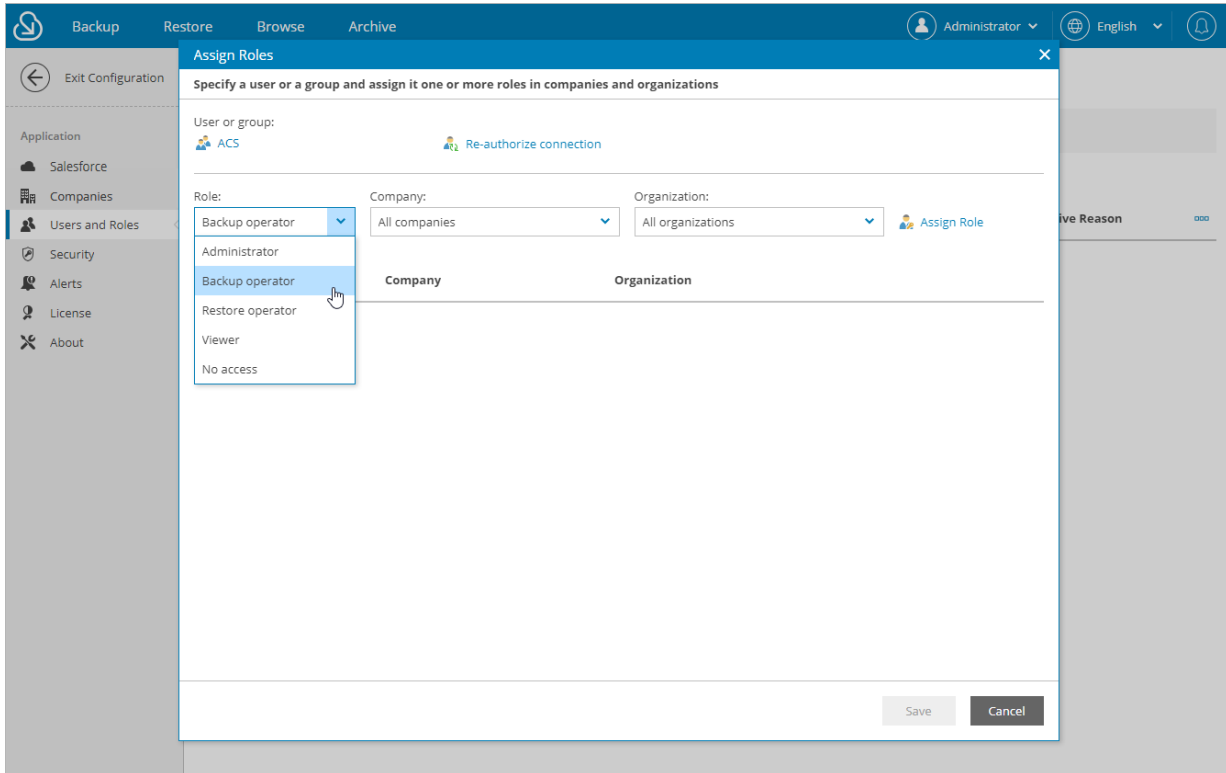 Backup Restore Browse Archive Administrator English
Assign Roles
Exit Configuration
Specify a user or a group and assign it one or more roles in companies and organizations
Application
Salesforce
Companies
Users and Roles
Security
Alerts
License
About
User or group:
ACS Re-authorize connection
Role: Company: Organization:
Backup operator All companies All organizations Assign Role
ive Reason
Administrator
Backup operator
Restore operator
Viewer
No access
Company Organization
Save Cancel